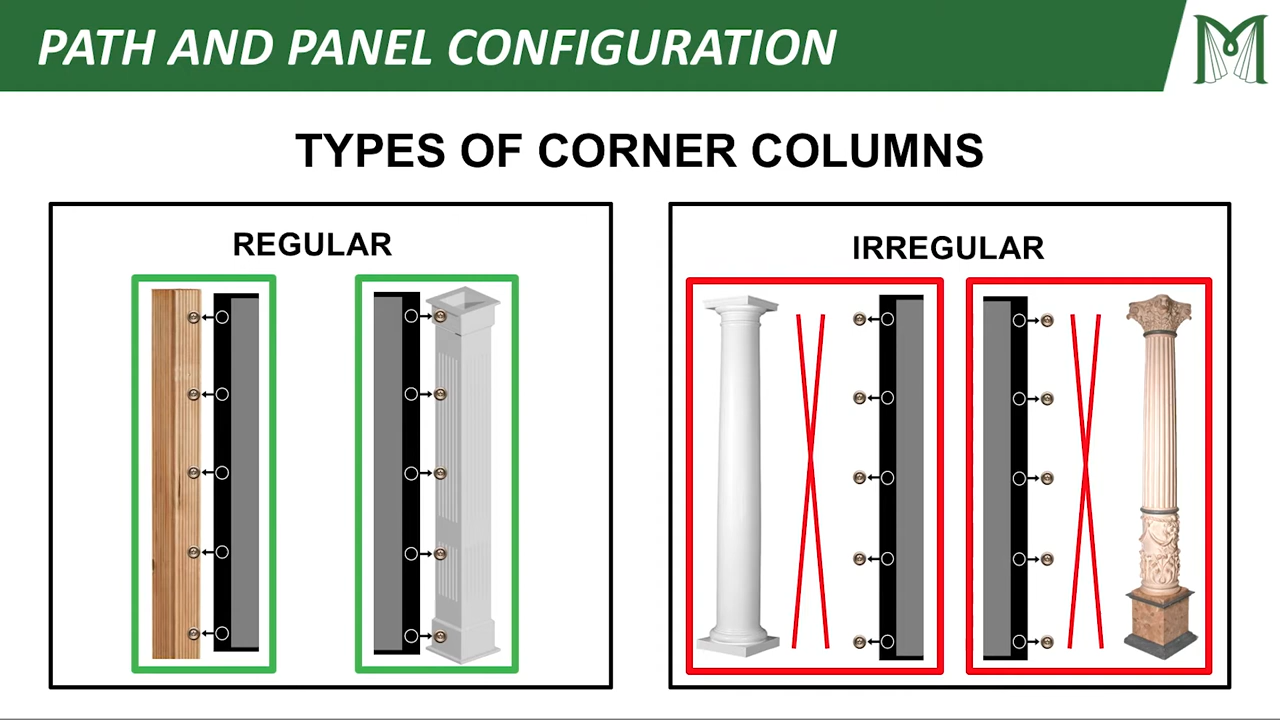 PATH AND PANEL CONFIGURATION
M
TYPES OF CORNER COLUMNS
REGULAR
IRREGULAR